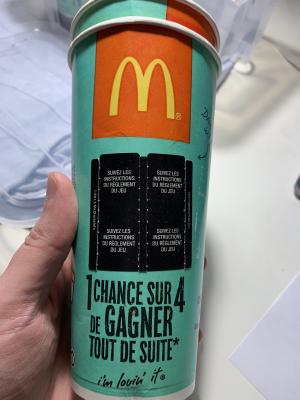 M
SUIVEZ LES
INSTRUCTIONS
DU RÈGLEMENT
DU JEU
SUIVEZ LES
INSTRUCTIONS
DU RÈGLEMENT
DU JEU
SUIVEZ LES
INSTRUCTIONS
DU RÈGLEMENT
DU JEU
SUIVEZ LES
INSTRUCTIONS
DU RÈGLEMENT
DU JEU
1 CHANCE SUR 4
DE GAGNER
TOUT DE SUITE*
i'm lovin' it®